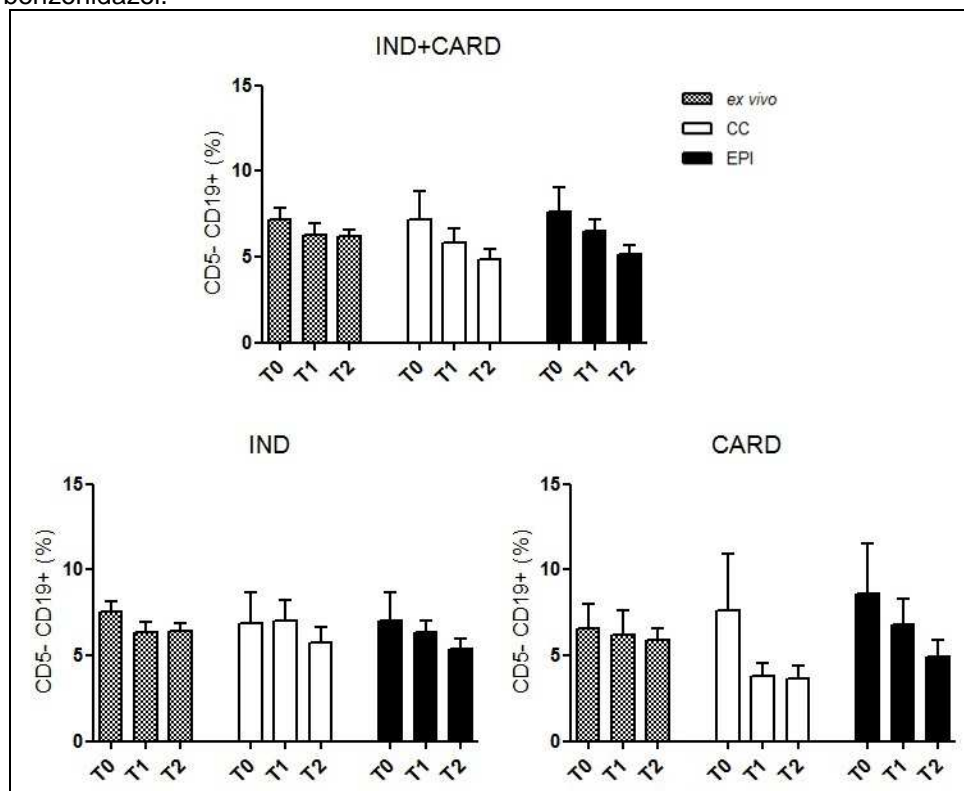 benzonidazol.
IND+CARD
15
10
5
0
CD5- CD19+ (%)
T0 T1 T2 T0 T1 T2 T0 T1 T2
ex vivo
CC
EPI
IND
15
10
5
0
CD5- CD19+ (%)
T0 T1 T2 T0 T1 T2 T0 T1 T2
CARD
15
10
5
0
CD5- CD19+ (%)
T0 T1 T2 T0 T1 T2 T0 T1 T2